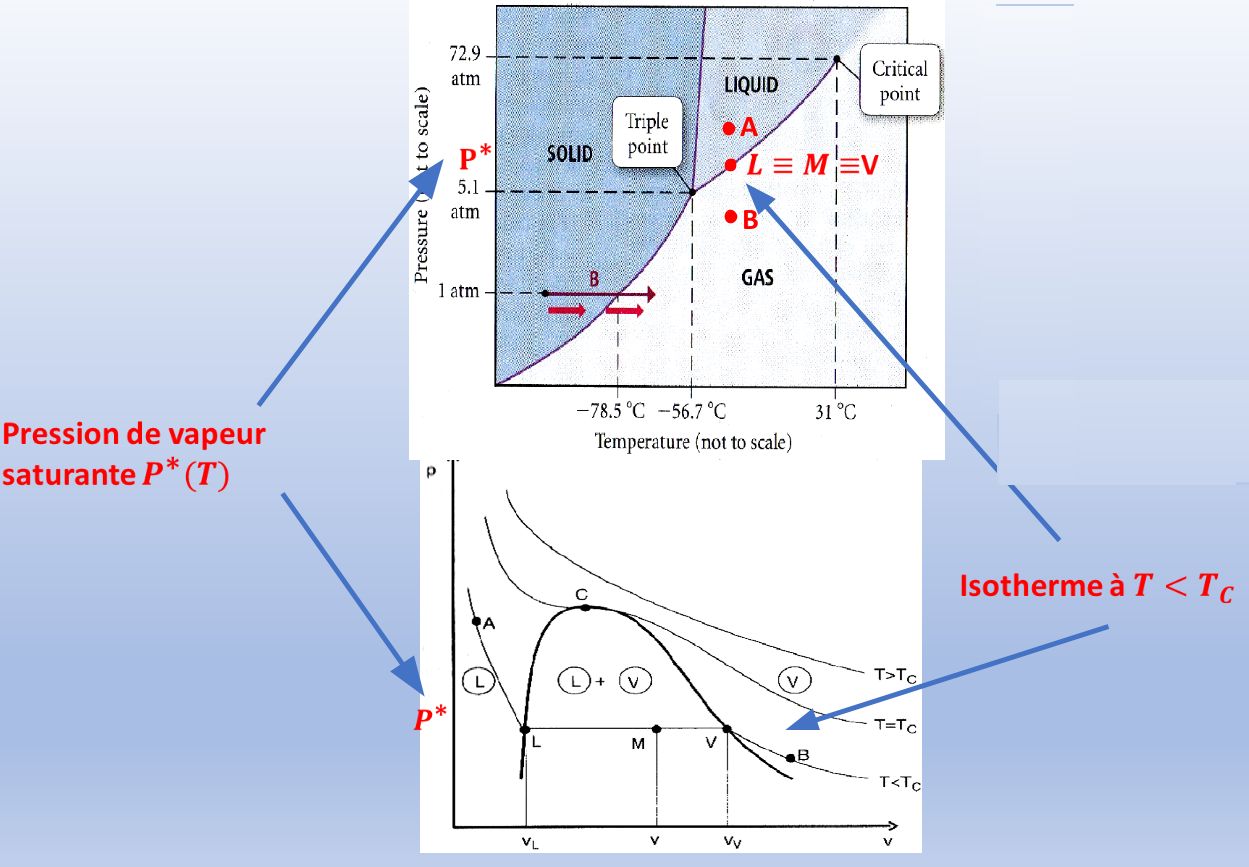 72.9
atm
Critical
point
LIQUID
Triple
point
A
SOLID
P*
L ≡ M ≡V
5.1
atm
B
Pressure (not to scale)
GAS
B
1 atm
−78.5 °C
−56.7 °C
31 °C
Temperature (not to scale)
Pression de vapeur
saturante P*(T)
Isotherme à T < T_C
p
C
A
L
L + V
V
T>T_C
P*
T=T_C
L
M
V
B
T<T_C
v_L
v
v_V
v